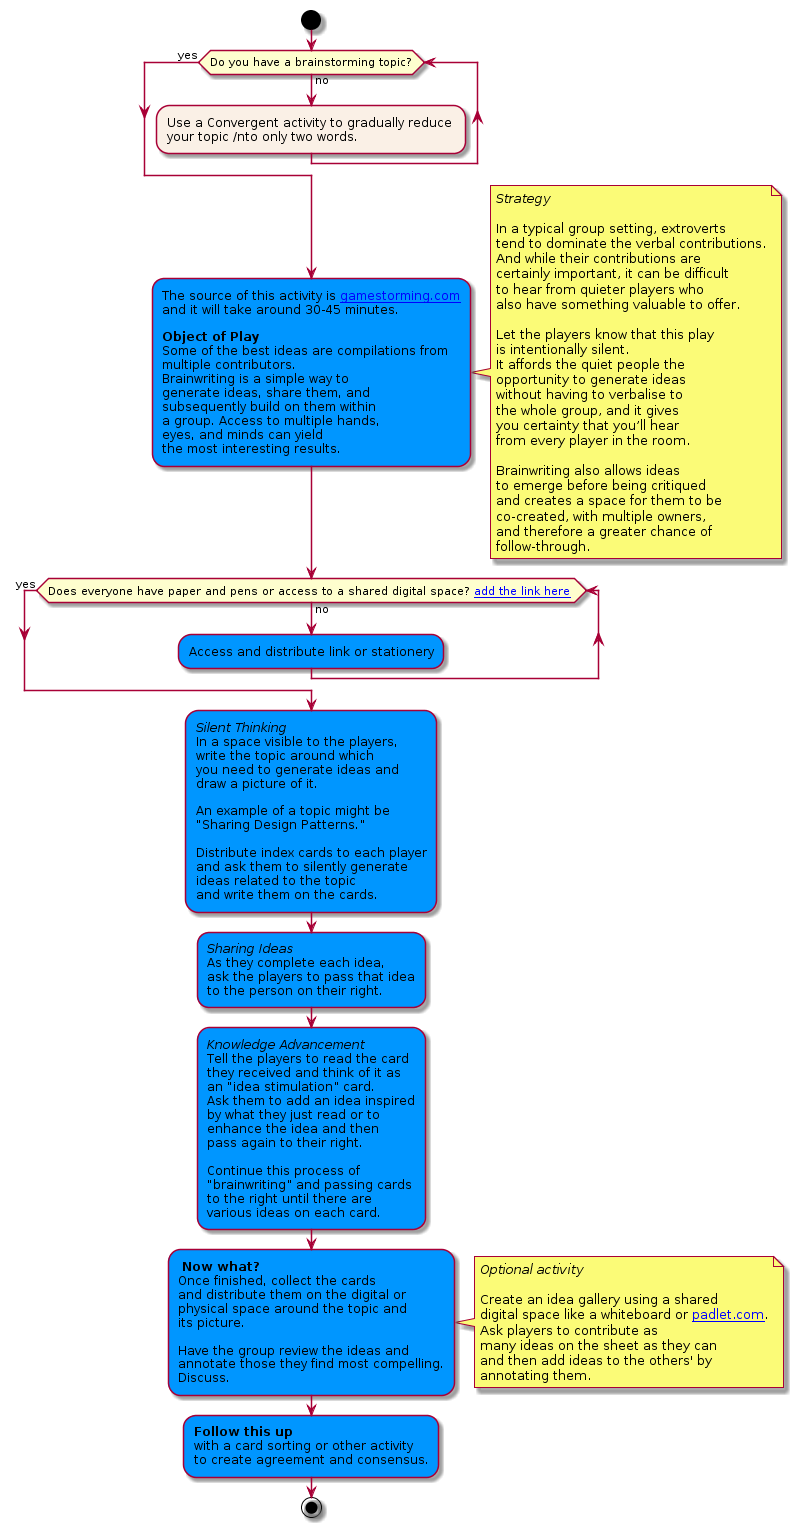 yes
Do you have a brainstorming topic?
no
Use a Convergent activity to gradually reduce
your topic /nto only two words.
The source of this activity is gamestorming.com
and it will take around 30-45 minutes.
Object of Play
Some of the best ideas are compilations from
multiple contributors.
Brainwriting is a simple way to
generate ideas, share them, and
subsequently build on them within
a group. Access to multiple hands,
eyes, and minds can yield
the most interesting results.
Strategy
In a typical group setting, extroverts
tend to dominate the verbal contributions.
And while their contributions are
certainly important, it can be difficult
to hear from quieter players who
also have something valuable to offer.
Let the players know that this play
is intentionally silent.
It affords the quiet people the
opportunity to generate ideas
without having to verbalise to
the whole group, and it gives
you certainty that you'll hear
from every player in the room.
Brainwriting also allows ideas
to emerge before being critiqued
and creates a space for them to be
co-created, with multiple owners,
and therefore a greater chance of
follow-through.
yes
Does everyone have paper and pens or access to a shared digital space? add the link here
no
Access and distribute link or stationery
Silent Thinking
In a space visible to the players,
write the topic around which
you need to generate ideas and
draw a picture of it.
An example of a topic might be
"Sharing Design Patterns."
Distribute index cards to each player
and ask them to silently generate
ideas related to the topic
and write them on the cards.
Sharing Ideas
As they complete each idea,
ask the players to pass that idea
to the person on their right.
Knowledge Advancement
Tell the players to read the card
they received and think of it as
an "idea stimulation" card.
Ask them to add an idea inspired
by what they just read or to
enhance the idea and then
pass again to their right.
Continue this process of
"brainwriting" and passing cards
to the right until there are
various ideas on each card.
Now what?
Once finished, collect the cards
and distribute them on the digital or
physical space around the topic and
its picture.
Have the group review the ideas and
annotate those they find most compelling.
Discuss.
Optional activity
Create an idea gallery using a shared
digital space like a whiteboard or padlet.com.
Ask players to contribute as
many ideas on the sheet as they can
and then add ideas to the others' by
annotating them.
Follow this up
with a card sorting or other activity
to create agreement and consensus.